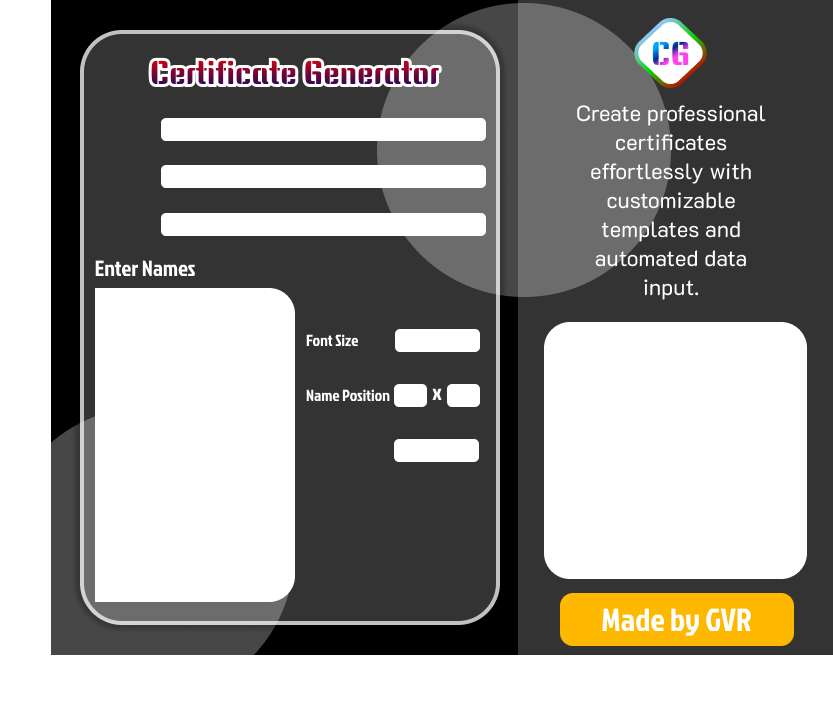 Certificate Generator
Enter Names
Font Size
Name Position
X
CG
Create professional
certificates
effortlessly with
customizable
templates and
automated data
input.
Made by GVR